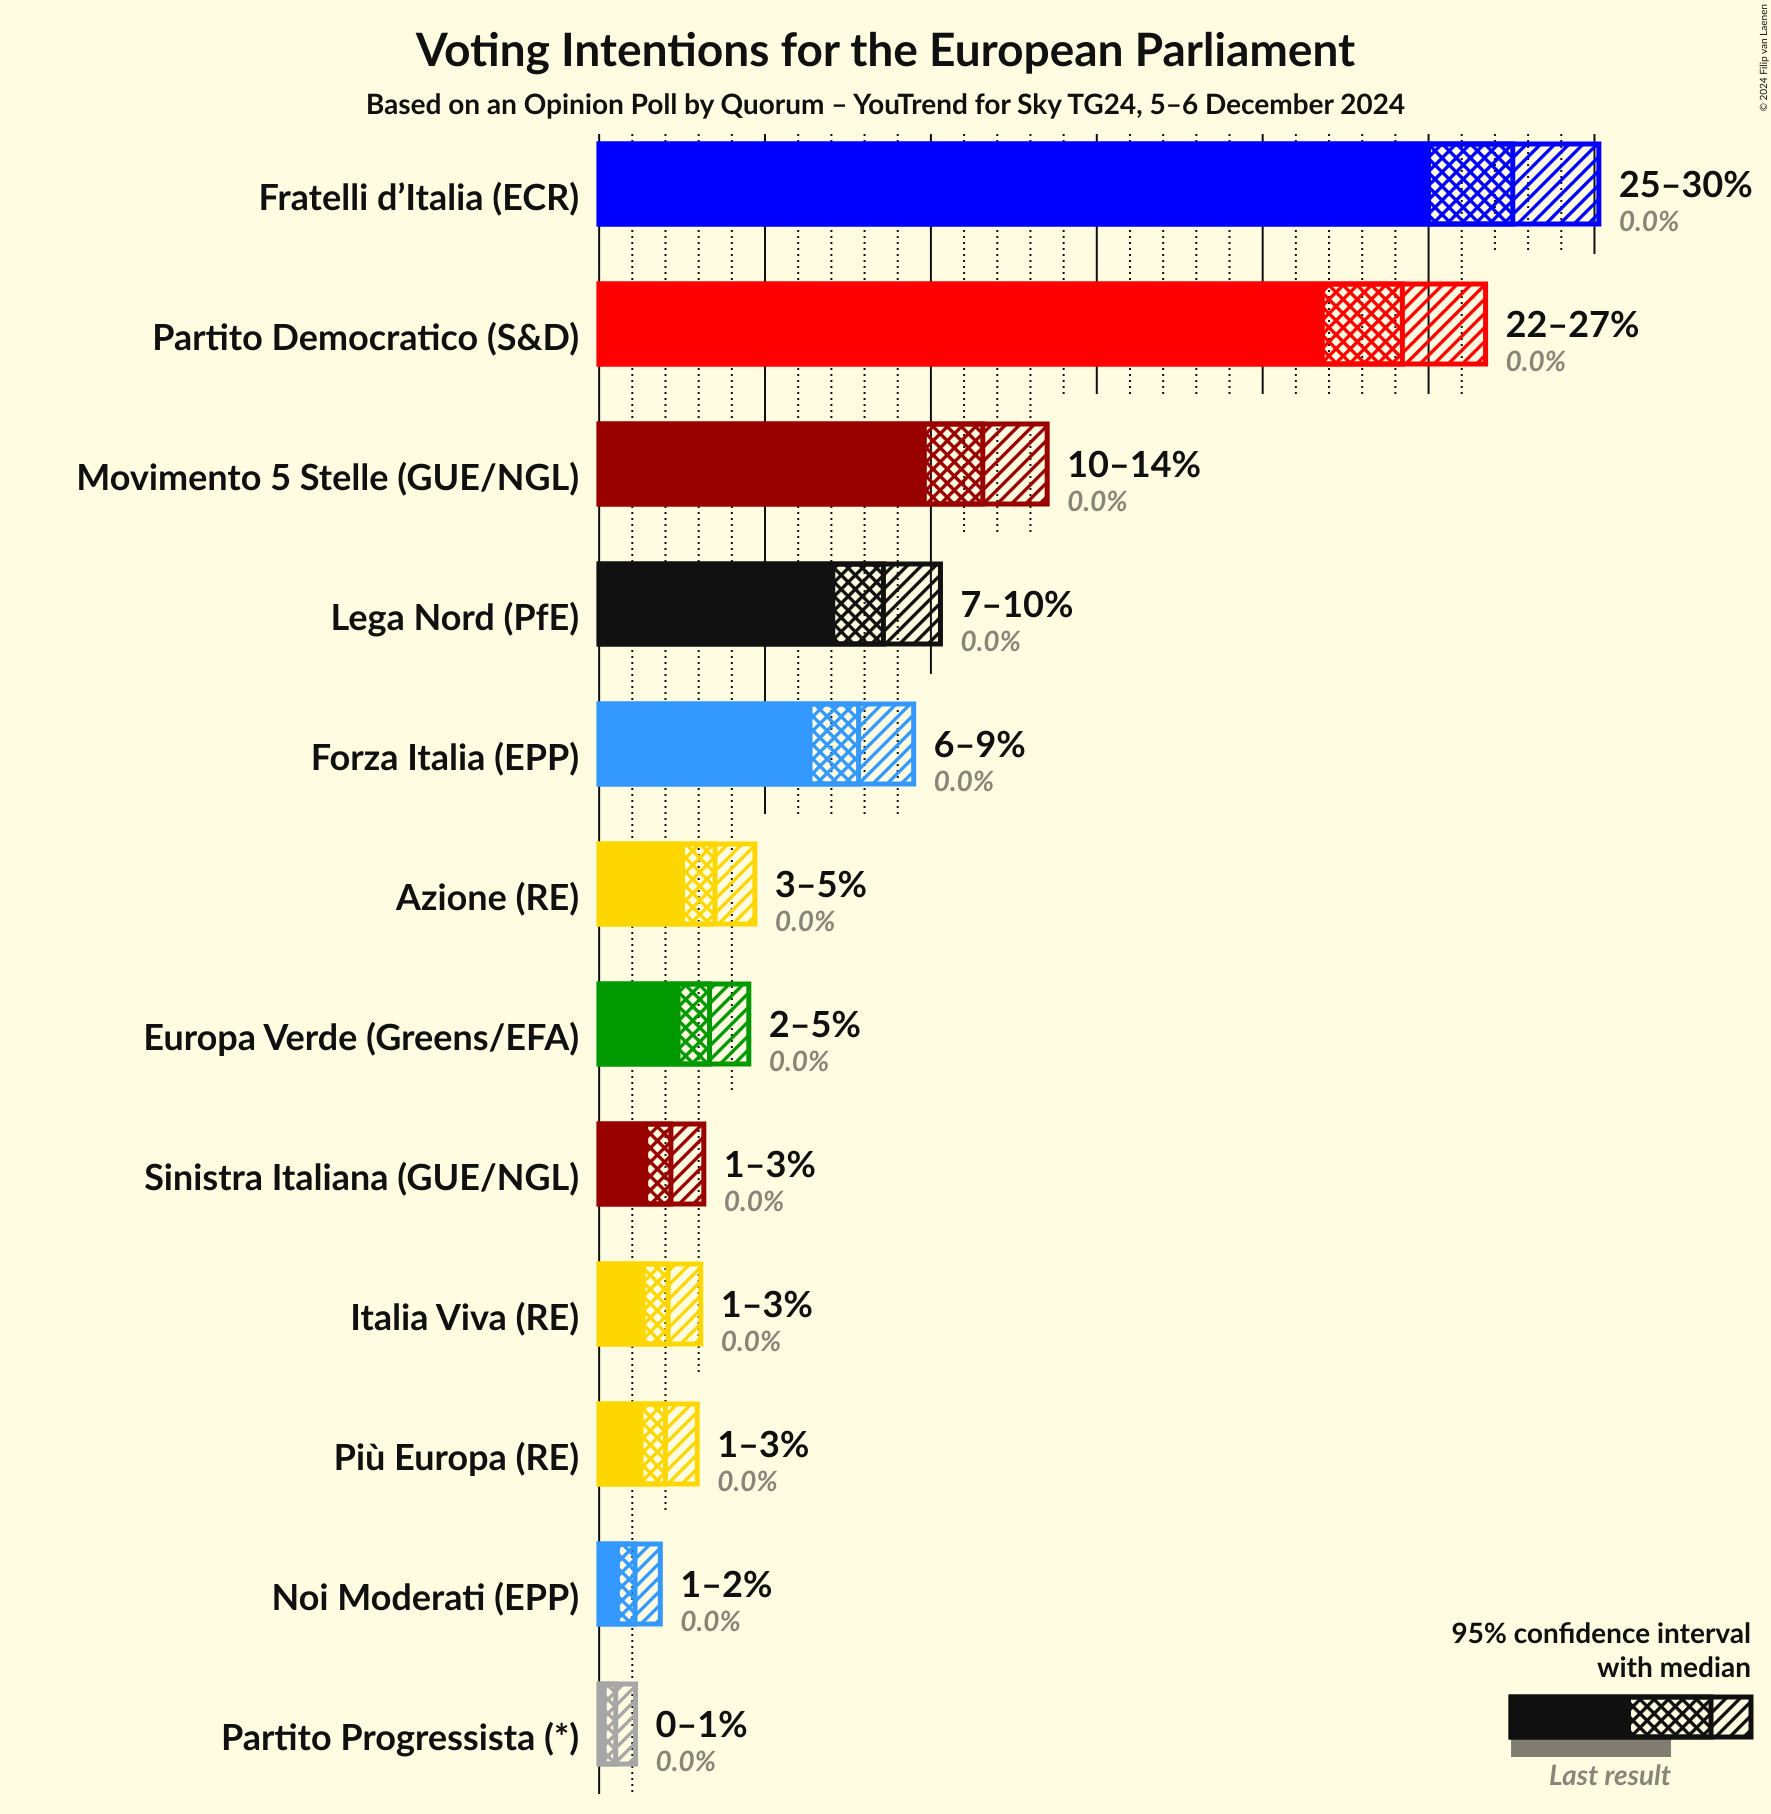 Voting Intentions for the European Parliament
Based on an Opinion Poll by Quorum – YouTrend for Sky TG24, 5–6 December 2024
© 2024 Filip van Laenen
Fratelli d’Italia (ECR)
25–30%
0.0%
Partito Democratico (S&D)
22–27%
0.0%
Movimento 5 Stelle (GUE/NGL)
10–14%
0.0%
Lega Nord (PfE)
7–10%
0.0%
Forza Italia (EPP)
6–9%
0.0%
Azione (RE)
3–5%
0.0%
Europa Verde (Greens/EFA)
2–5%
0.0%
Sinistra Italiana (GUE/NGL)
1–3%
0.0%
Italia Viva (RE)
1–3%
0.0%
Più Europa (RE)
1–3%
0.0%
Noi Moderati (EPP)
1–2%
0.0%
Partito Progressista (*)
0–1%
0.0%
95% confidence interval
with median
Last result